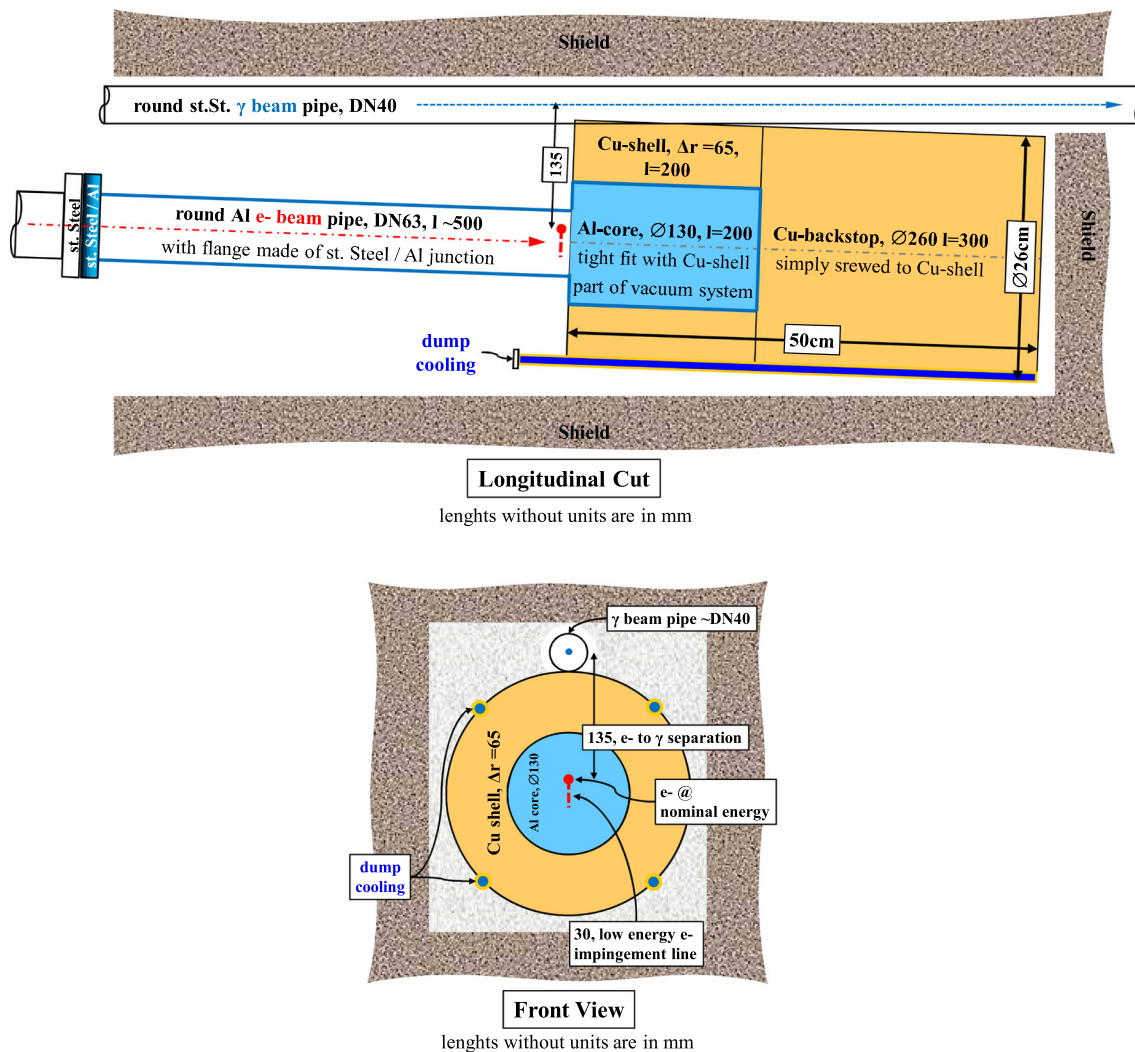 Shield
round st.St. γ beam pipe, DN40
135
Cu-shell, Δr =65,
l=200
st. Steel
st. Steel / Al
round Al e- beam pipe, DN63, l ~500
with flange made of st. Steel / Al junction
Al-core, ∅130, l=200
tight fit with Cu-shell
part of vacuum system
Cu-backstop, ∅260 l=300
simply srewed to Cu-shell
∅26cm
Shield
50cm
dump
cooling
Shield
Longitudinal Cut
lenghts without units are in mm
γ beam pipe ~DN40
135, e- to γ separation
Cu shell, Δr =65
Al core, ∅130
e- @
nominal energy
dump
cooling
30, low energy e-
impingement line
Front View
lenghts without units are in mm